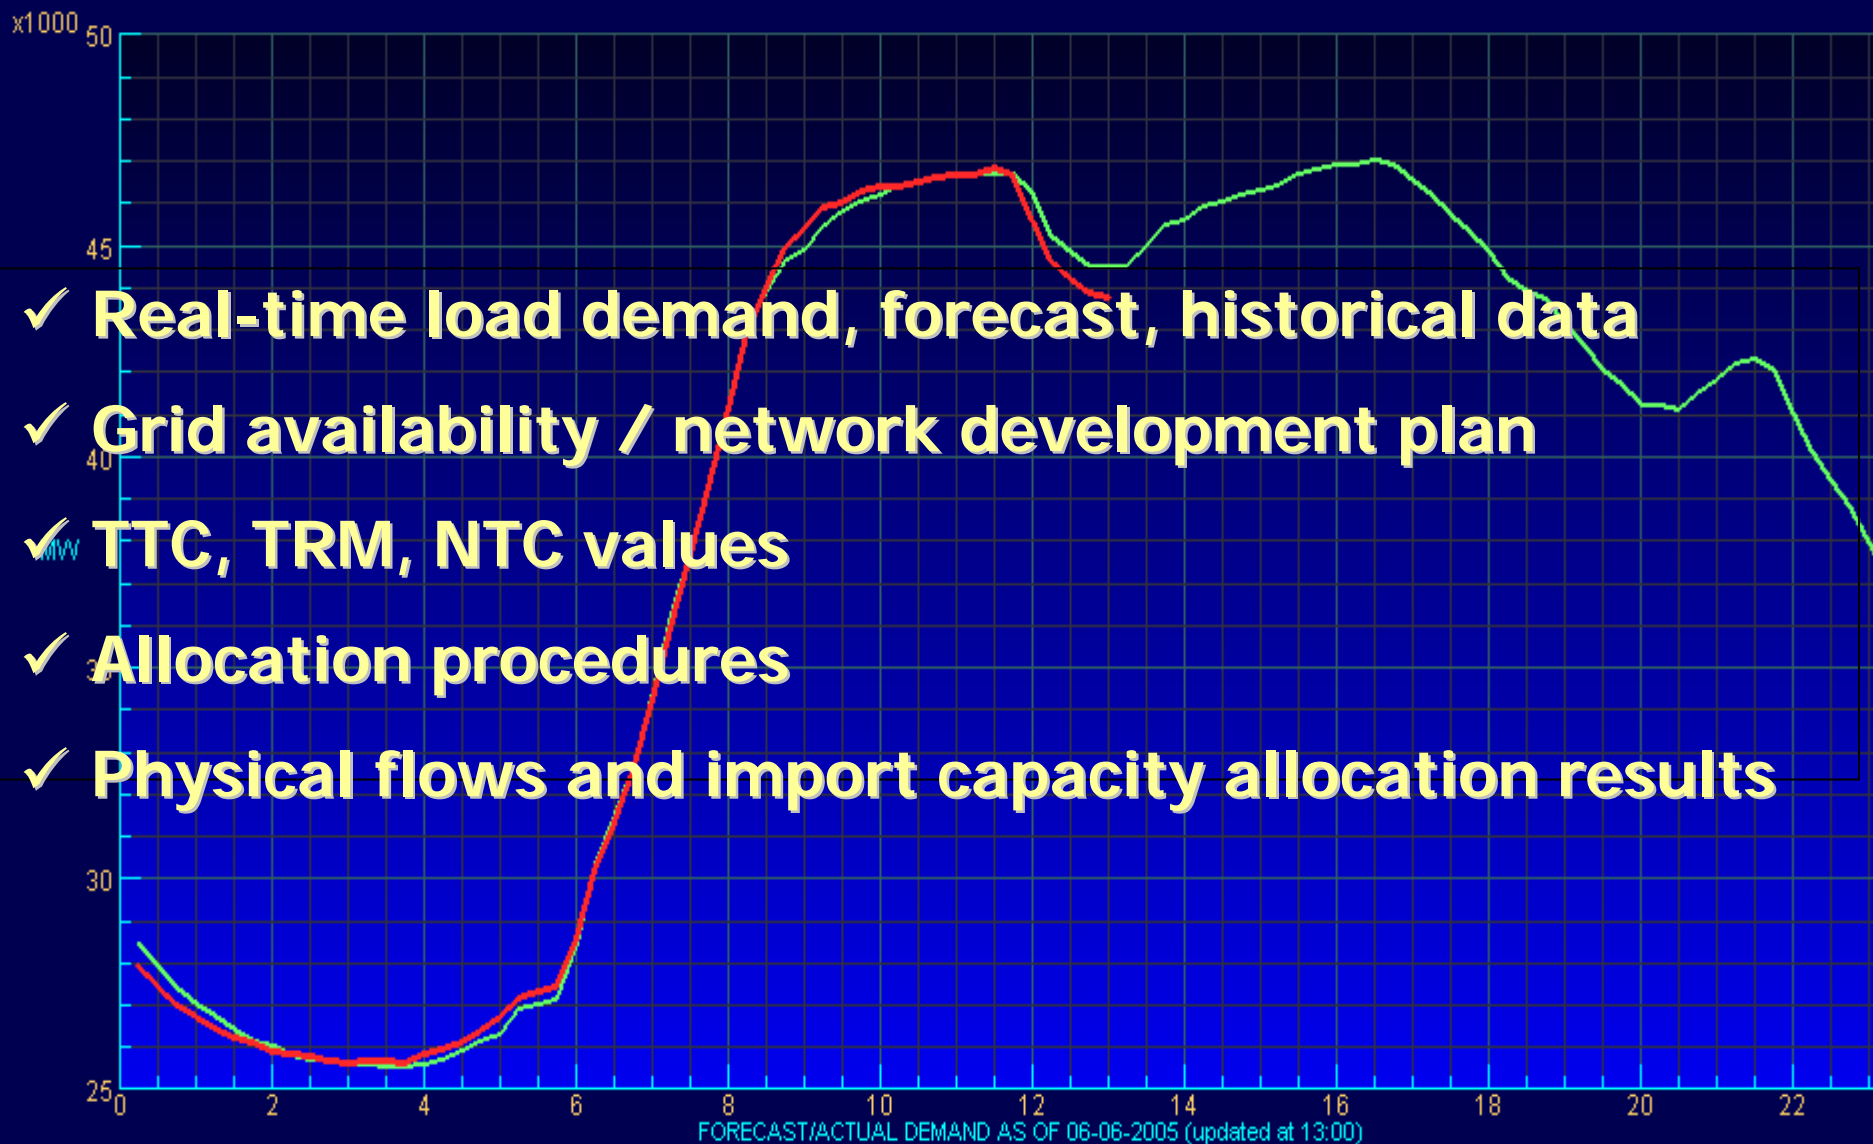 x1000
50
45
✓ Real-time load demand, forecast, historical data
✓ Grid availability / network development plan
40
✓ TTC, TRM, NTC values
MW
✓ Allocation procedures
✓ Physical flows and import capacity allocation results
30
25
0 2 4 6 8 10 12 14 16 18 20 22
FORECAST/ACTUAL DEMAND AS OF 06-06-2005 (updated at 13:00)